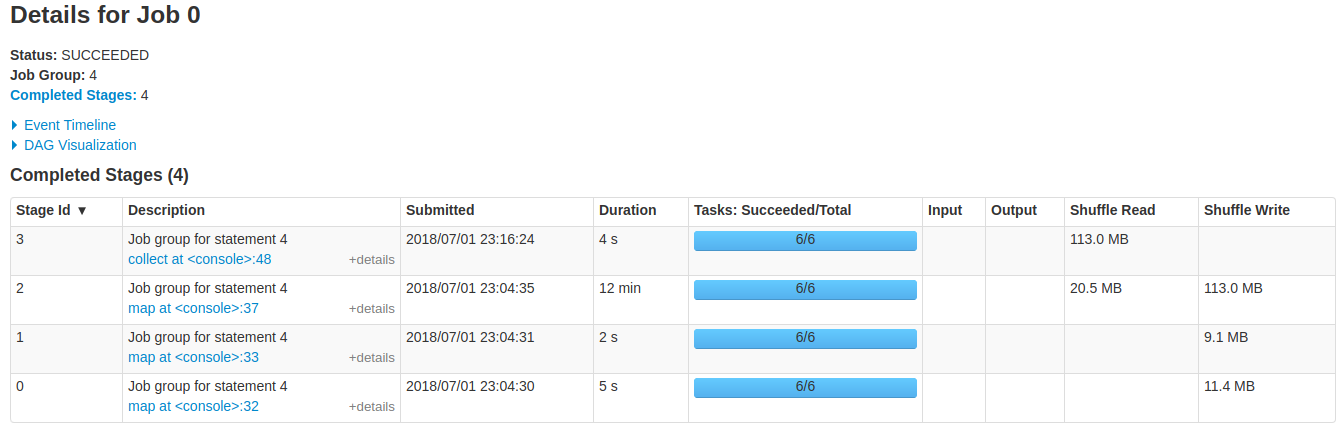 Details for Job 0
Status: SUCCEEDED
Job Group: 4
Completed Stages: 4
Event Timeline
DAG Visualization
Completed Stages (4)
Stage Id ▼ Description Submitted Duration Tasks: Succeeded/Total Input Output Shuffle Read Shuffle Write
3 Job group for statement 4 2018/07/01 23:16:24 4 s 6/6 113.0 MB
collect at <console>:48 +details
2 Job group for statement 4 2018/07/01 23:04:35 12 min 6/6 20.5 MB 113.0 MB
map at <console>:37 +details
1 Job group for statement 4 2018/07/01 23:04:31 2 s 6/6 9.1 MB
map at <console>:33 +details
0 Job group for statement 4 2018/07/01 23:04:30 5 s 6/6 11.4 MB
map at <console>:32 +details